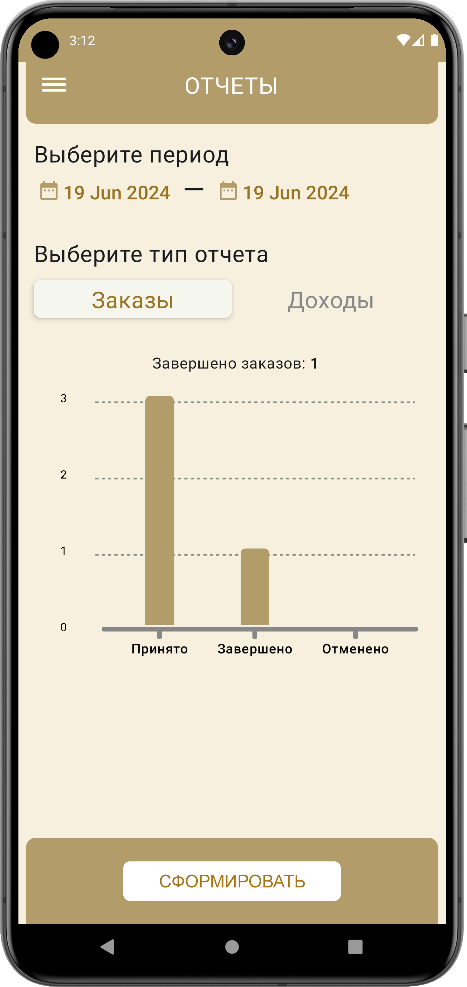 3:12
ОТЧЕТЫ
Выберите период
19 Jun 2024 — 19 Jun 2024
Выберите тип отчета
Заказы Доходы
Завершено заказов: 1
3
2
1
0
Принято Завершено Отменено
СФОРМИРОВАТЬ